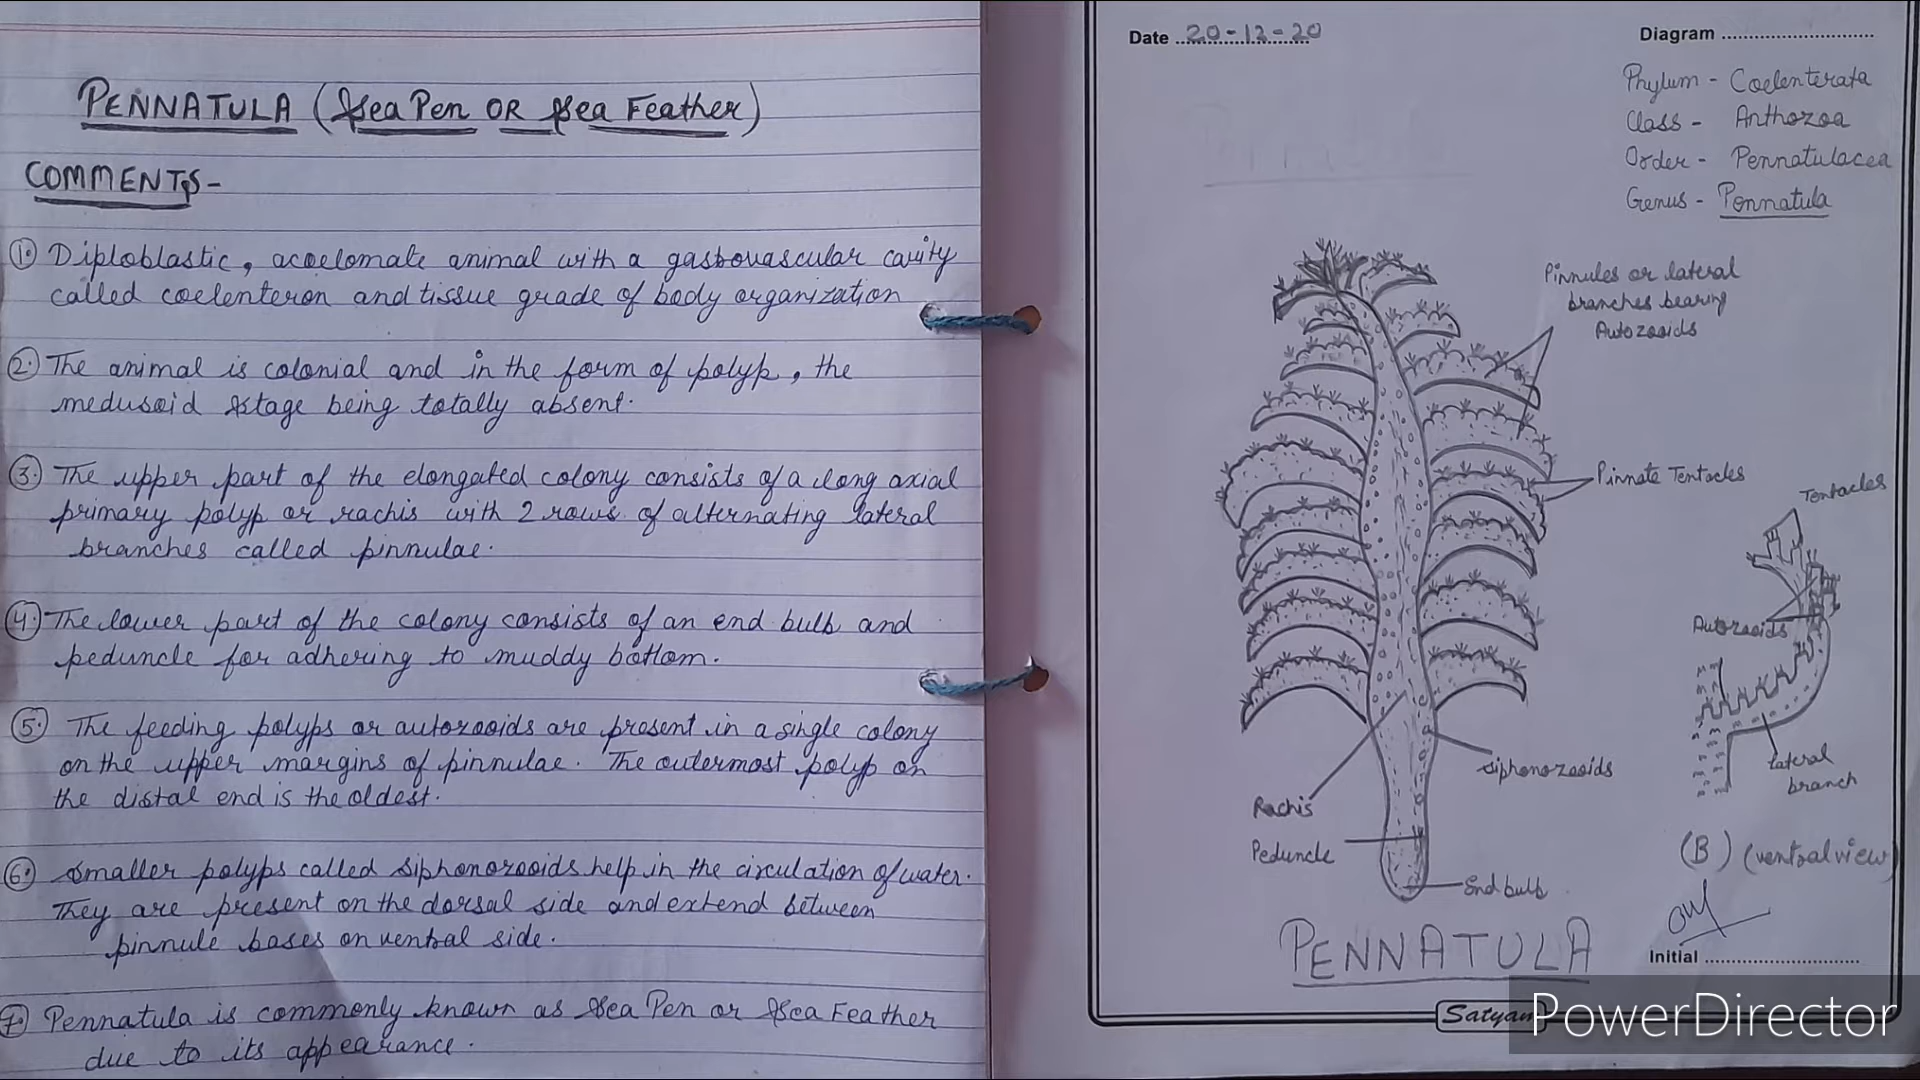 PENNATULA (Sea Pen OR Sea Feather)
COMMENTS-
1. Diploblastic, acoelomate animal with a gastrovascular cavity
called coelenteron and tissue grade of body organization
2. The animal is colonial and in the form of polyp, the
medusoid stage being totally absent.
3. The upper part of the elongated colony consists of a long axial
primary polyp or rachis with 2 rows of alternating lateral
branches called pinnulae.
4. The lower part of the colony consists of an end bulb and
peduncle for adhering to muddy bottom.
5. The feeding polyps or autozooids are present in a single colony
on the upper margins of pinnulae. The outermost polyp on
the distal end is the oldest.
6. Smaller polyps called siphonozooids help in the circulation of water.
They are present on the dorsal side and extend between
pinnule bases on ventral side.
7. Pennatula is commonly known as Sea Pen or Sea Feather
due to its appearance.
Date 20-12-20
Diagram
Phylum - Coelenterata
Class - Anthozoa
Order - Pennatulacea
Genus - Pennatula
Pinnules or lateral
branches bearing
Autozooids
Pinnate Tentacles
Tentacles
Autozooids
lateral
branch
siphonozooids
Rachis
Peduncle
End bulb
(B) (ventral view)
PENNATULA
Initial
Satyam
PowerDirector